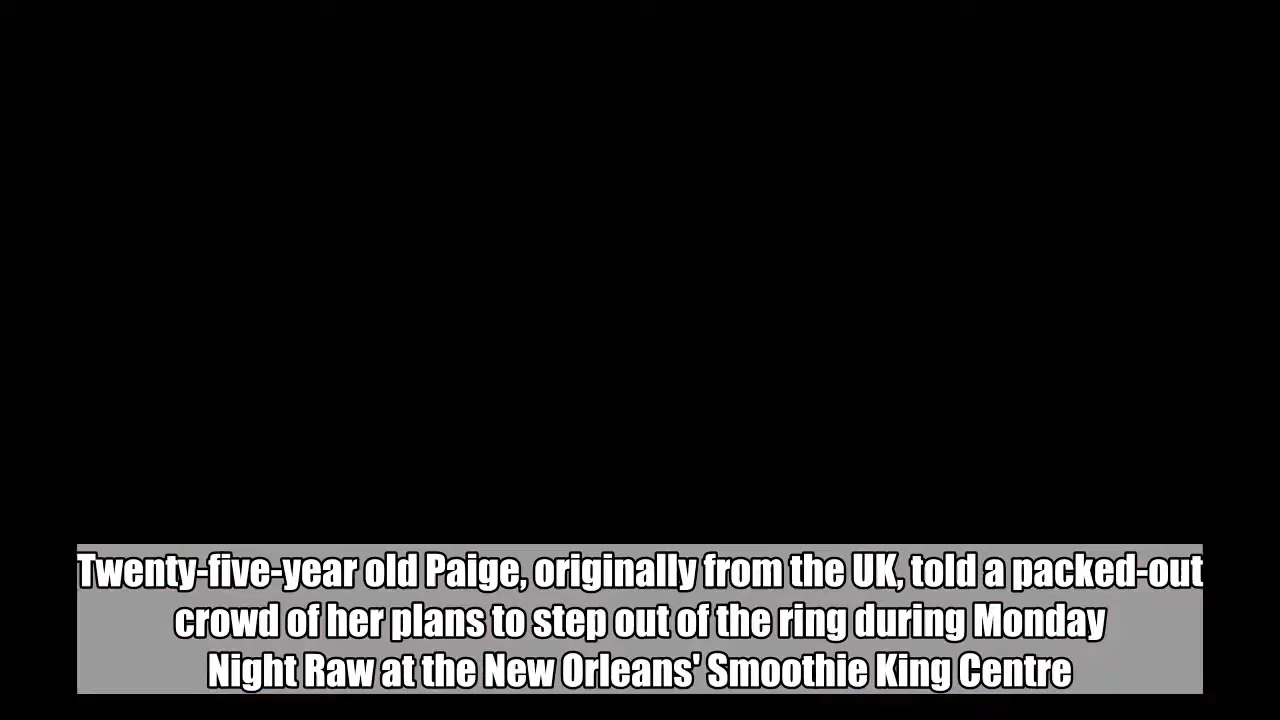 Twenty-five-year old Paige, originally from the UK, told a packed-out
crowd of her plans to step out of the ring during Monday
Night Raw at the New Orleans' Smoothie King Centre